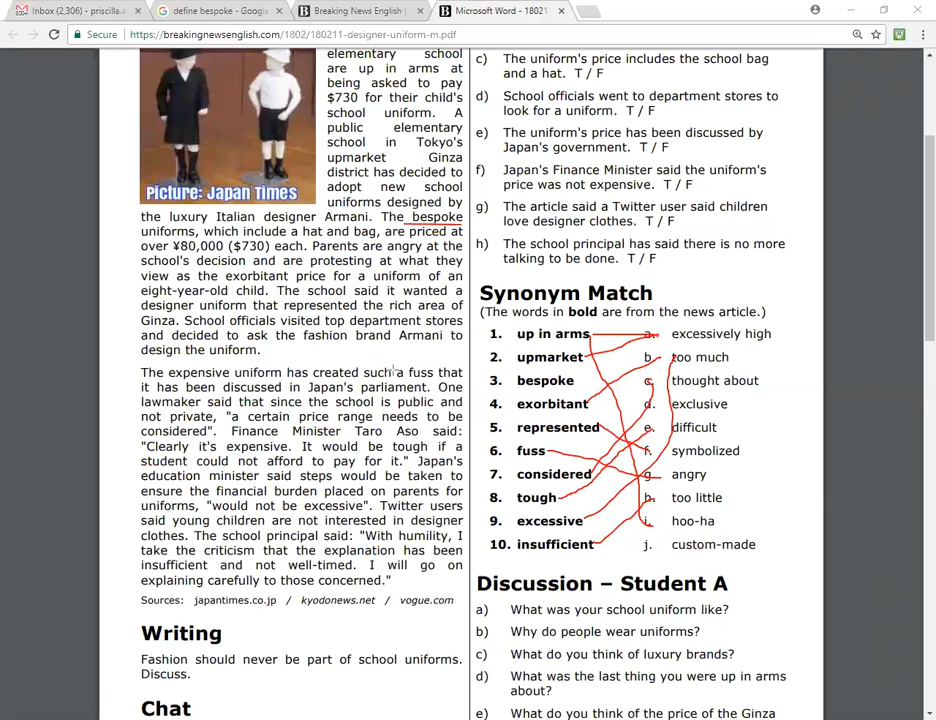 Inbox (2,306) - priscilla.
define bespoke - Google
Breaking News English |
Microsoft Word - 18021
Secure
https://breakingnewsenglish.com/1802/180211-designer-uniform-m.pdf
elementary school
are up in arms at
being asked to pay
$730 for their child's
school uniform. A
public elementary
school in Tokyo's
upmarket Ginza
district has decided to
adopt new school
uniforms designed by
Picture: Japan Times
the luxury Italian designer Armani. The bespoke
uniforms, which include a hat and bag, are priced at
over ¥80,000 ($730) each. Parents are angry at the
school's decision and are protesting at what they
view as the exorbitant price for a uniform of an
eight-year-old child. The school said it wanted a
designer uniform that represented the rich area of
Ginza. School officials visited top department stores
and decided to ask the fashion brand Armani to
design the uniform.
The expensive uniform has created such a fuss that
it has been discussed in Japan's parliament. One
lawmaker said that since the school is public and
not private, "a certain price range needs to be
considered". Finance Minister Taro Aso said:
"Clearly it's expensive. It would be tough if a
student could not afford to pay for it." Japan's
education minister said steps would be taken to
ensure the financial burden placed on parents for
uniforms, "would not be excessive". Twitter users
said young children are not interested in designer
clothes. The school principal said: "With humility, I
take the criticism that the explanation has been
insufficient and not well-timed. I will go on
explaining carefully to those concerned."
Sources: japantimes.co.jp / kyodonews.net / vogue.com
Writing
Fashion should never be part of school uniforms.
Discuss.
Chat
c) The uniform's price includes the school bag
and a hat. T / F
d) School officials went to department stores to
look for a uniform. T / F
e) The uniform's price has been discussed by
Japan's government. T / F
f) Japan's Finance Minister said the uniform's
price was not expensive. T / F
g) The article said a Twitter user said children
love designer clothes. T / F
h) The school principal has said there is no more
talking to be done. T / F
Synonym Match
(The words in bold are from the news article.)
1. up in arms a. excessively high
2. upmarket b. too much
3. bespoke c. thought about
4. exorbitant d. exclusive
5. represented e. difficult
6. fuss f. symbolized
7. considered g. angry
8. tough h. too little
9. excessive i. hoo-ha
10. insufficient j. custom-made
Discussion – Student A
a) What was your school uniform like?
b) Why do people wear uniforms?
c) What do you think of luxury brands?
d) What was the last thing you were up in arms
about?
e) What do you think of the price of the Ginza